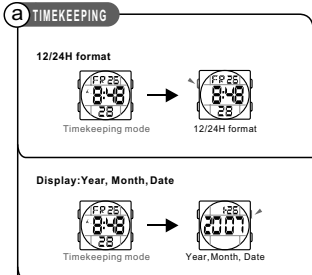 a TIMEKEEPING
12/24H format
FR 26
8:48
28
FR 26
8:48
28
Timekeeping mode
12/24H format
Display:Year, Month, Date
FR 26
8:48
28
1-26
2007
Timekeeping mode
Year, Month, Date